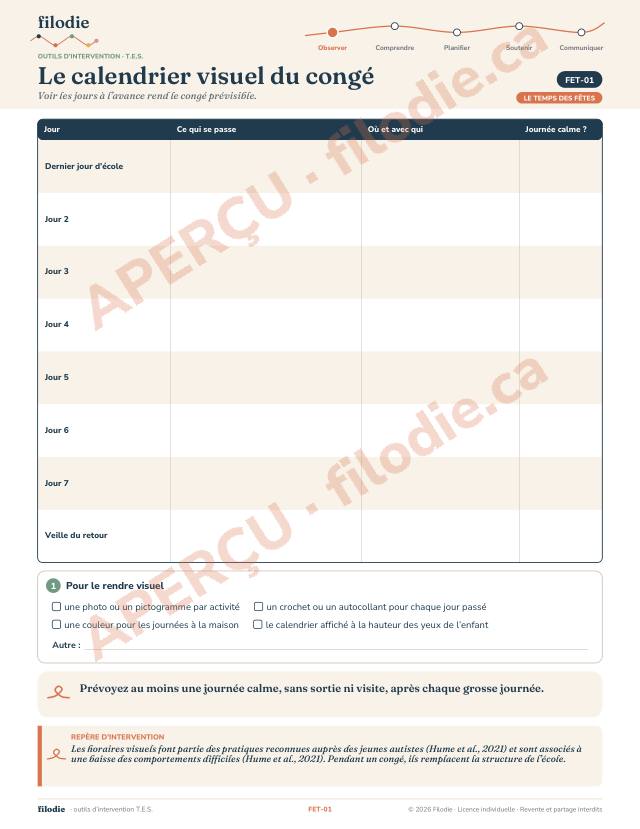 filodie
Observer
Comprendre
Planifier
Soutenir
Communiquer
OUTILS D'INTERVENTION · T.E.S.
Le calendrier visuel du congé
Voir les jours à l'avance rend le congé prévisible.
FET-01
LE TEMPS DES FÊTES
Jour
Ce qui se passe
Où et avec qui
Journée calme ?
Dernier jour d'école
Jour 2
Jour 3
Jour 4
Jour 5
Jour 6
Jour 7
Veille du retour
APERÇU · filodie.ca
APERÇU · filodie.ca
1 Pour le rendre visuel
une photo ou un pictogramme par activité
un crochet ou un autocollant pour chaque jour passé
une couleur pour les journées à la maison
le calendrier affiché à la hauteur des yeux de l'enfant
Autre :
Prévoyez au moins une journée calme, sans sortie ni visite, après chaque grosse journée.
REPÈRE D'INTERVENTION
Les horaires visuels font partie des pratiques reconnues auprès des jeunes autistes (Hume et al., 2021) et sont associés à
une baisse des comportements difficiles (Hume et al., 2021). Pendant un congé, ils remplacent la structure de l'école.
filodie · outils d'intervention T.E.S.
FET-01
© 2026 Filodie · Licence individuelle · Revente et partage interdits